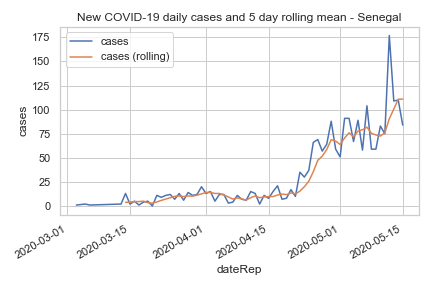 New COVID-19 daily cases and 5 day rolling mean - Senegal
cases
cases (rolling)
175
150
125
100
75
50
25
0
cases
2020-03-01
2020-03-15
2020-04-01
2020-04-15
2020-05-01
2020-05-15
dateRep